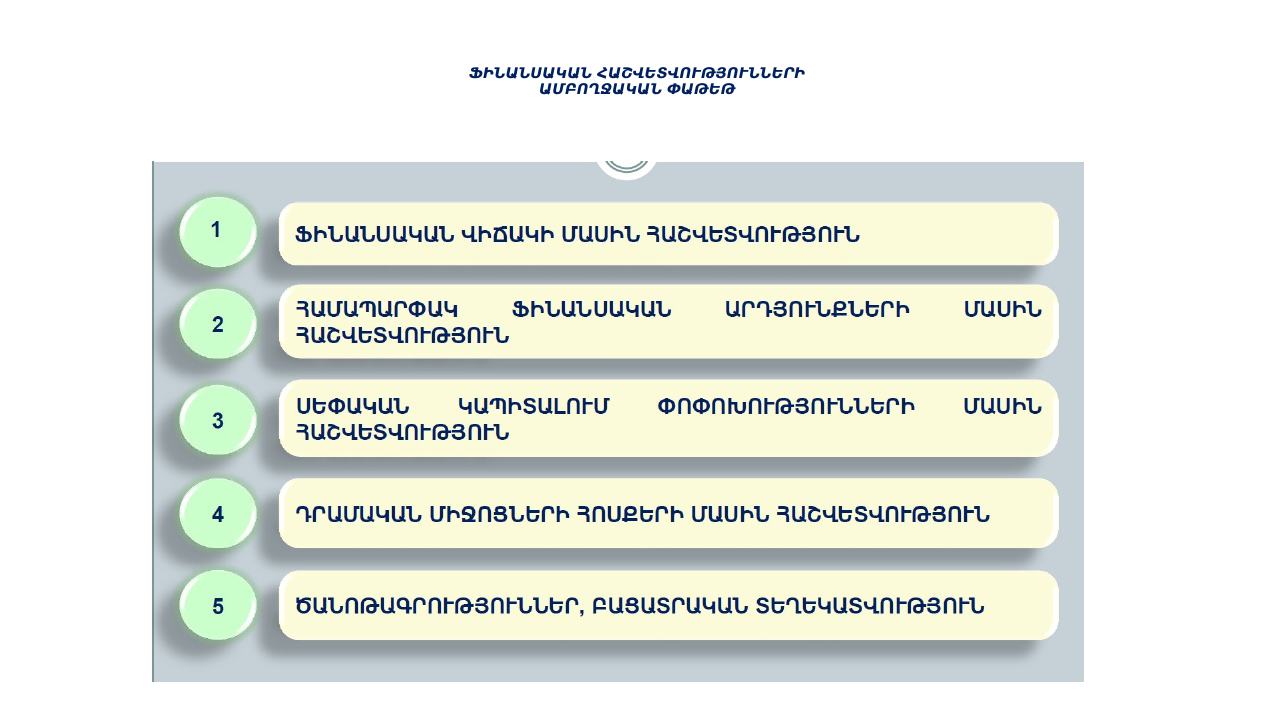 ՖԻՆԱՆՍԱԿԱՆ ՀԱՇՎԵՏՎՈՒԹՅՈՒՆՆԵՐԻ
ԱՄԲՈՂՋԱԿԱՆ ՓԱԹԵԹ
1
ՖԻՆԱՆՍԱԿԱՆ ՎԻՃԱԿԻ ՄԱՍԻՆ ՀԱՇՎԵՏՎՈՒԹՅՈՒՆ
2
ՀԱՄԱՊԱՐՓԱԿ ՖԻՆԱՆՍԱԿԱՆ ԱՐԴՅՈՒՆՔՆԵՐԻ ՄԱՍԻՆ
ՀԱՇՎԵՏՎՈՒԹՅՈՒՆ
3
ՍԵՓԱԿԱՆ ԿԱՊԻՏԱԼՈՒՄ ՓՈՓՈԽՈՒԹՅՈՒՆՆԵՐԻ ՄԱՍԻՆ
ՀԱՇՎԵՏՎՈՒԹՅՈՒՆ
4
ԴՐԱՄԱԿԱՆ ՄԻՋՈՑՆԵՐԻ ՀՈՍՔԵՐԻ ՄԱՍԻՆ ՀԱՇՎԵՏՎՈՒԹՅՈՒՆ
5
ԾԱՆՈԹԱԳՐՈՒԹՅՈՒՆՆԵՐ, ԲԱՑԱՏՐԱԿԱՆ ՏԵՂԵԿԱՏՎՈՒԹՅՈՒՆ